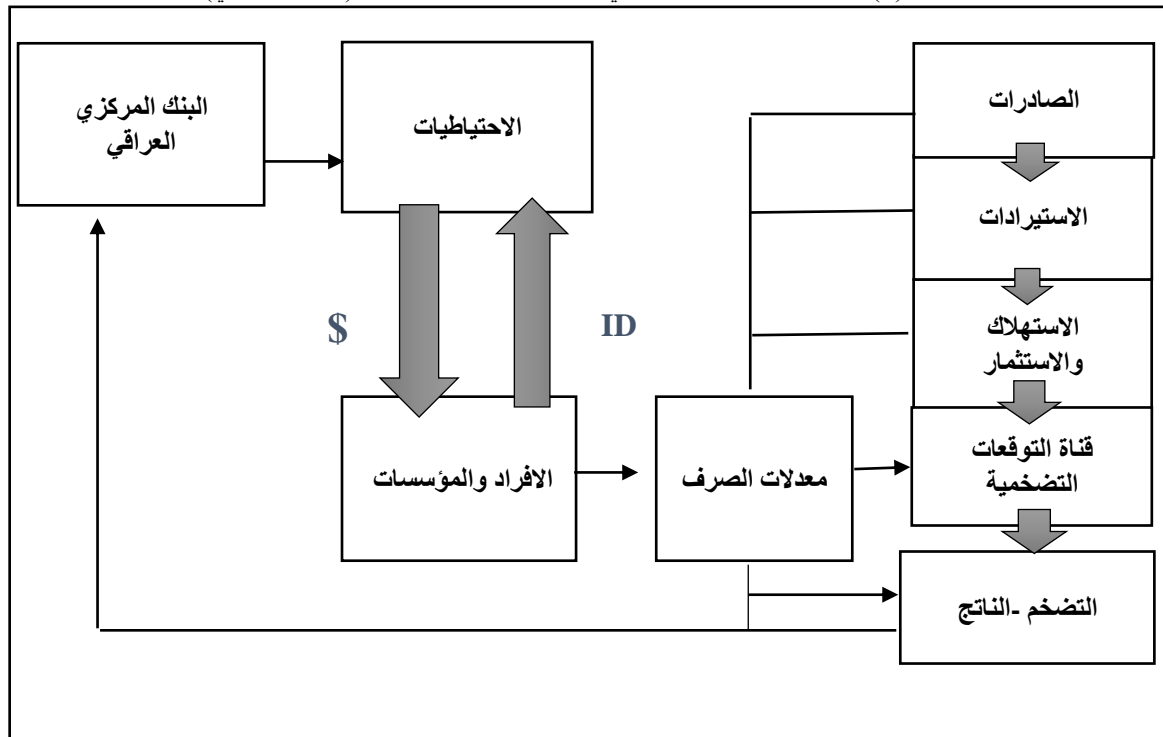 الصادرات
الاحتياطيات
البنك المركزي
العراقي
الاستيرادات
$
ID
الاستهلاك
والاستثمار
قناة التوقعات
التضخمية
معدلات الصرف
الافراد والمؤسسات
التضخم -الناتج